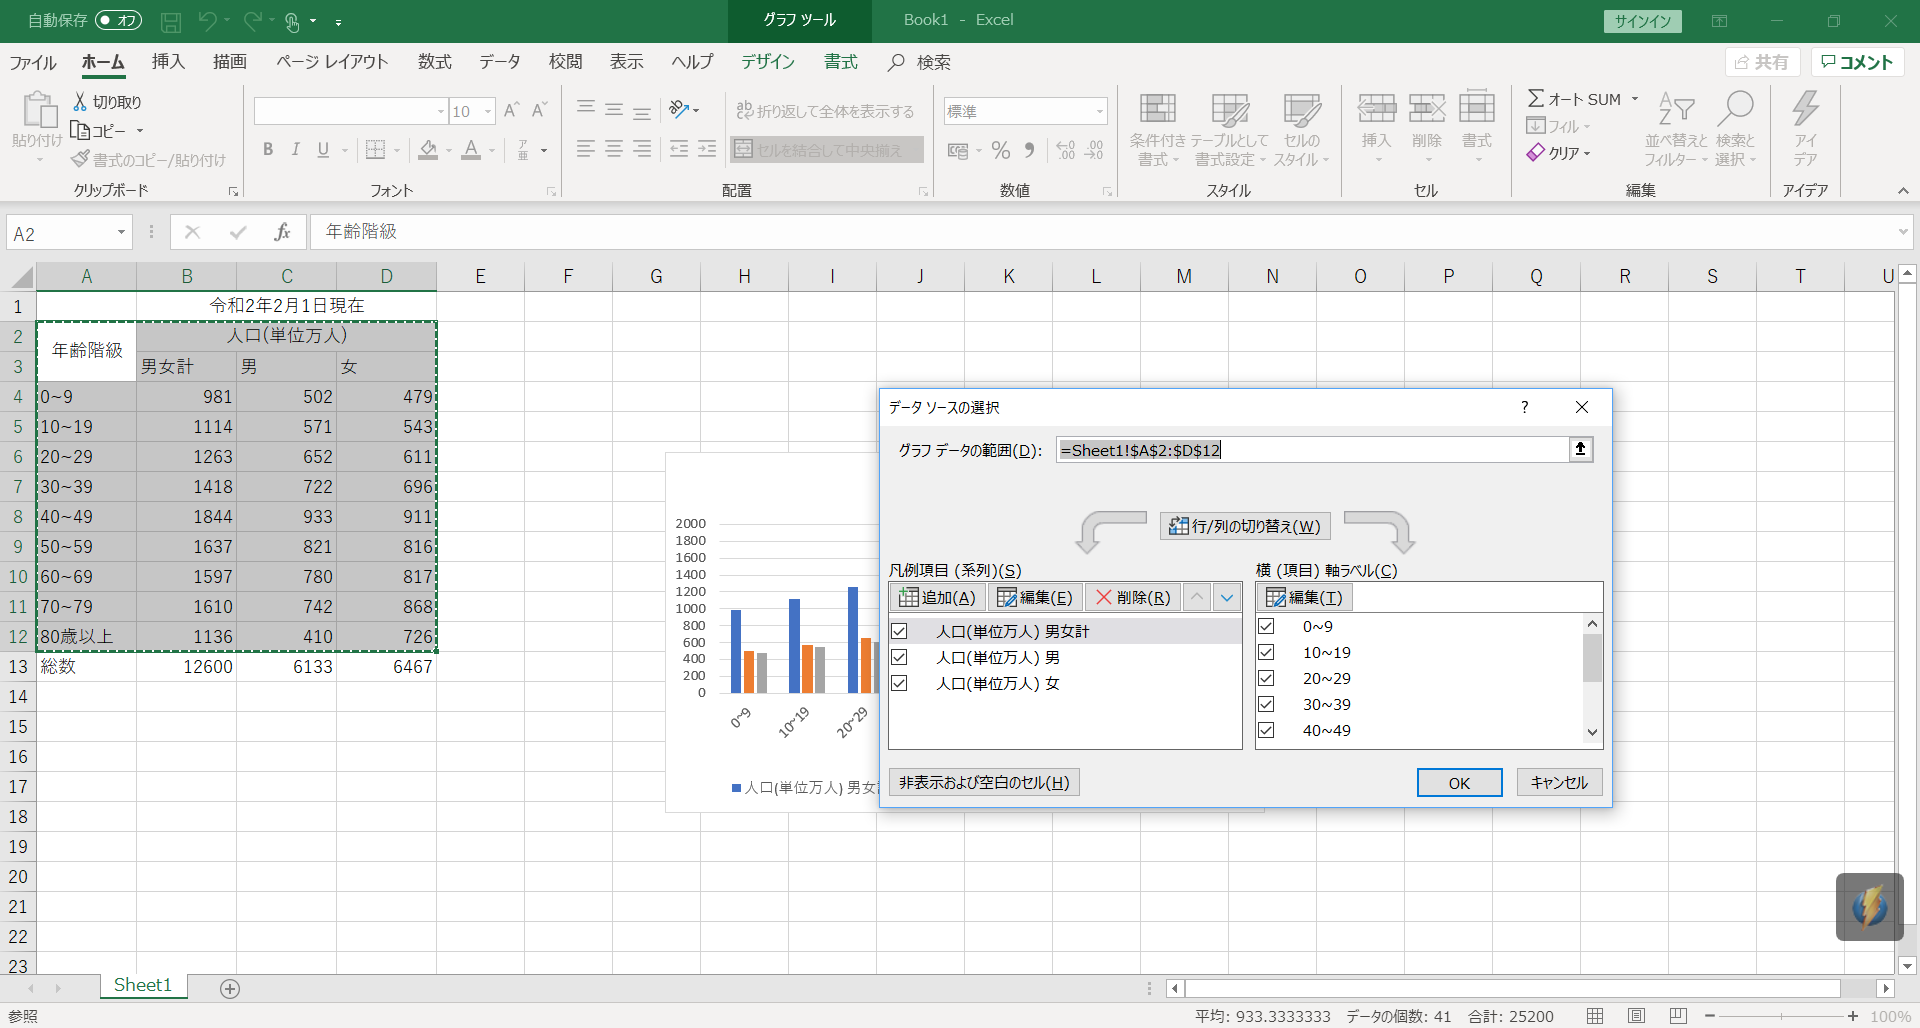 自動保存 オフ
グラフ ツール
Book1 - Excel
サインイン
ファイル ホーム 挿入 描画 ページ レイアウト 数式 データ 校閲 表示 ヘルプ デザイン 書式 検索
共有 コメント
貼り付け
切り取り
コピー
書式のコピー/貼り付け
クリップボード
10
B I U
フォント
折り返して全体を表示する
セルを結合して中央揃え
配置
標準
数値
条件付き書式
テーブルとして書式設定
セルのスタイル
スタイル
挿入 削除 書式
セル
オート SUM
フィル
クリア
並べ替えとフィルター
検索と選択
編集
アイデア
アイデア
A2 fx 年齢階級
A B C D E F G H I J K L M N O P Q R S T U
1 令和2年2月1日現在
2 年齢階級 人口(単位万人)
3 男女計 男 女
4 0~9 981 502 479
5 10~19 1114 571 543
6 20~29 1263 652 611
7 30~39 1418 722 696
8 40~49 1844 933 911
9 50~59 1637 821 816
10 60~69 1597 780 817
11 70~79 1610 742 868
12 80歳以上 1136 410 726
13 総数 12600 6133 6467
14
15
16
17
18
19
20
21
22
23
2000
1800
1600
1400
1200
1000
800
600
400
200
0
0~9 10~19 20~29
人口(単位万人) 男女
データ ソースの選択 ?
グラフ データの範囲(D): =Sheet1!$A$2:$D$12
行/列の切り替え(W)
凡例項目 (系列)(S)
追加(A) 編集(E) 削除(R)
人口(単位万人) 男女計
人口(単位万人) 男
人口(単位万人) 女
横 (項目) 軸ラベル(C)
編集(T)
0~9
10~19
20~29
30~39
40~49
非表示および空白のセル(H)
OK キャンセル
Sheet1
参照
平均: 933.3333333 データの個数: 41 合計: 25200
100%